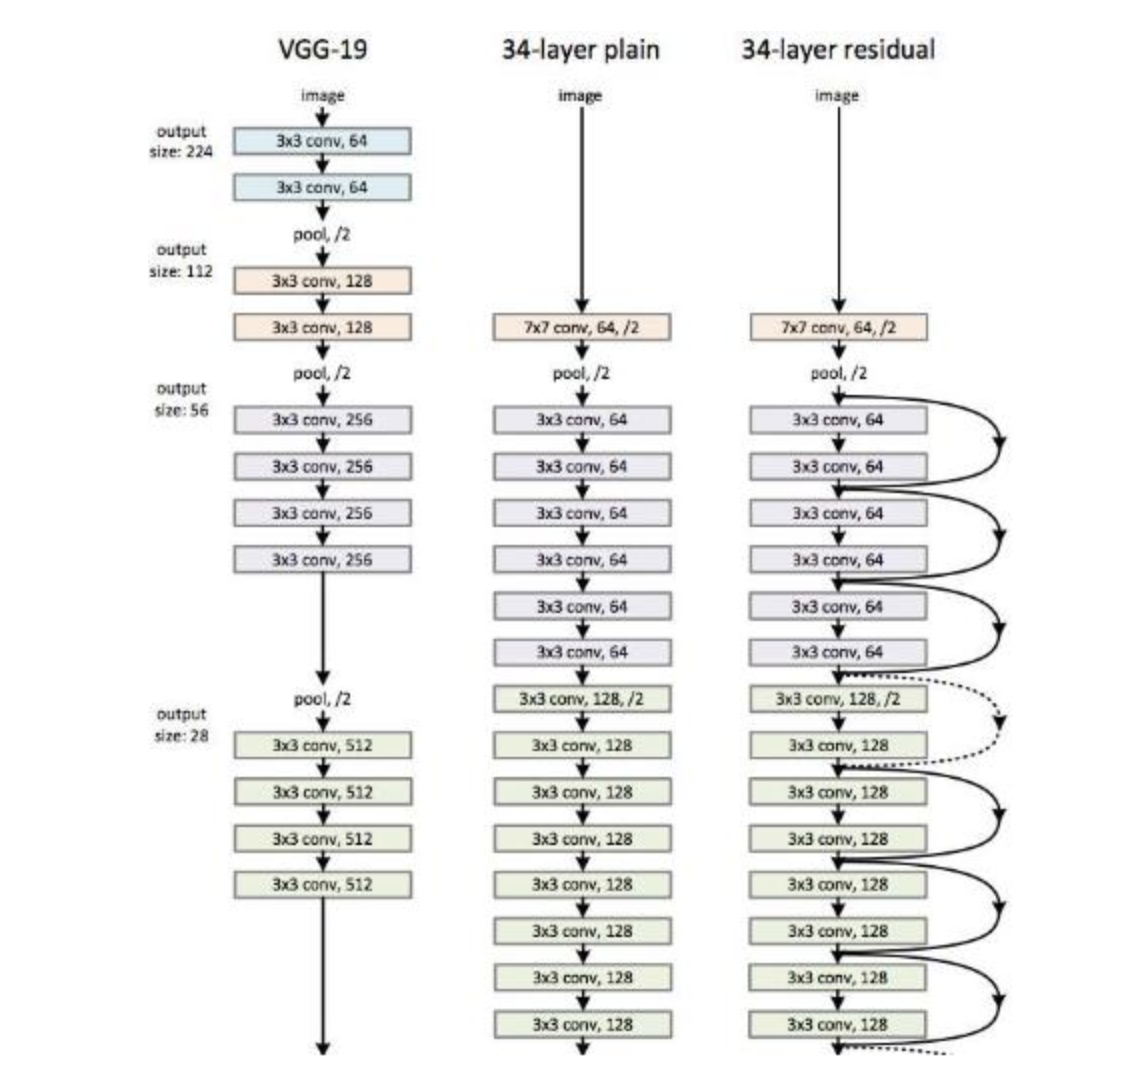 VGG-19
34-layer plain
34-layer residual
image
image
image
output
size: 224
3x3 conv, 64
3x3 conv, 64
pool, /2
output
size: 112
3x3 conv, 128
3x3 conv, 128
7x7 conv, 64, /2
7x7 conv, 64, /2
pool, /2
pool, /2
pool, /2
output
size: 56
3x3 conv, 256
3x3 conv, 64
3x3 conv, 64
3x3 conv, 256
3x3 conv, 64
3x3 conv, 64
3x3 conv, 256
3x3 conv, 64
3x3 conv, 64
3x3 conv, 256
3x3 conv, 64
3x3 conv, 64
3x3 conv, 64
3x3 conv, 64
3x3 conv, 64
3x3 conv, 64
pool, /2
3x3 conv, 128, /2
3x3 conv, 128, /2
output
size: 28
3x3 conv, 512
3x3 conv, 128
3x3 conv, 128
3x3 conv, 512
3x3 conv, 128
3x3 conv, 128
3x3 conv, 512
3x3 conv, 128
3x3 conv, 128
3x3 conv, 512
3x3 conv, 128
3x3 conv, 128
3x3 conv, 128
3x3 conv, 128
3x3 conv, 128
3x3 conv, 128
3x3 conv, 128
3x3 conv, 128